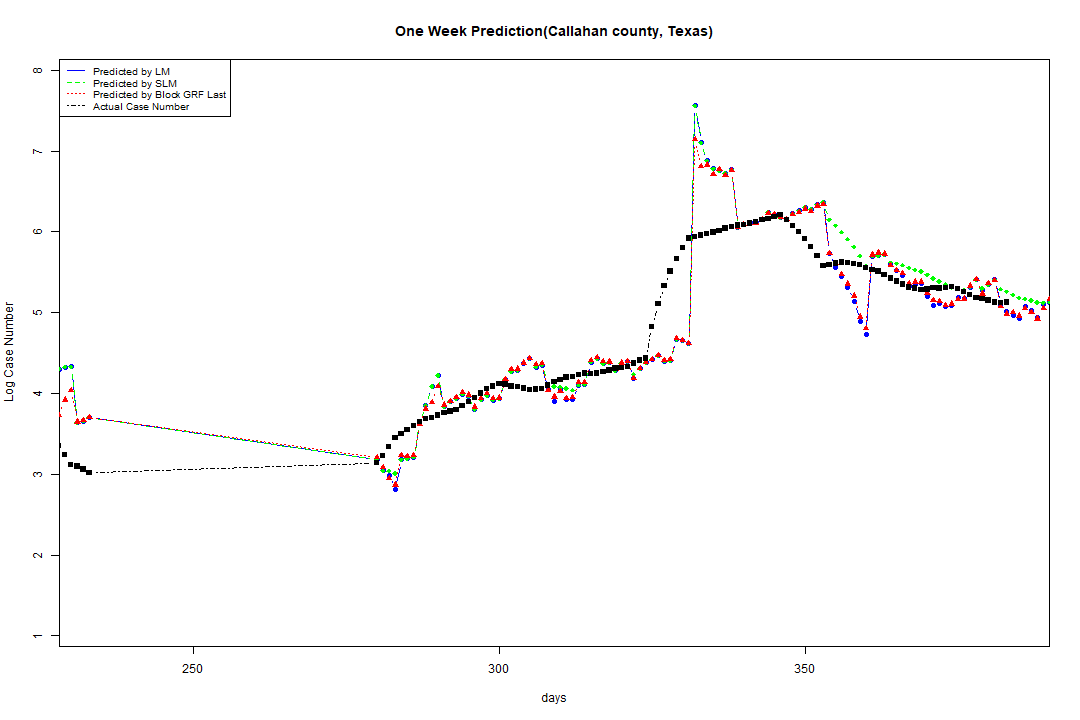 One Week Prediction(Callahan county, Texas)
Predicted by LM
Predicted by SLM
Predicted by Block GRF Last
Actual Case Number
8
7
6
5
4
3
2
1
Log Case Number
250 300 350
days